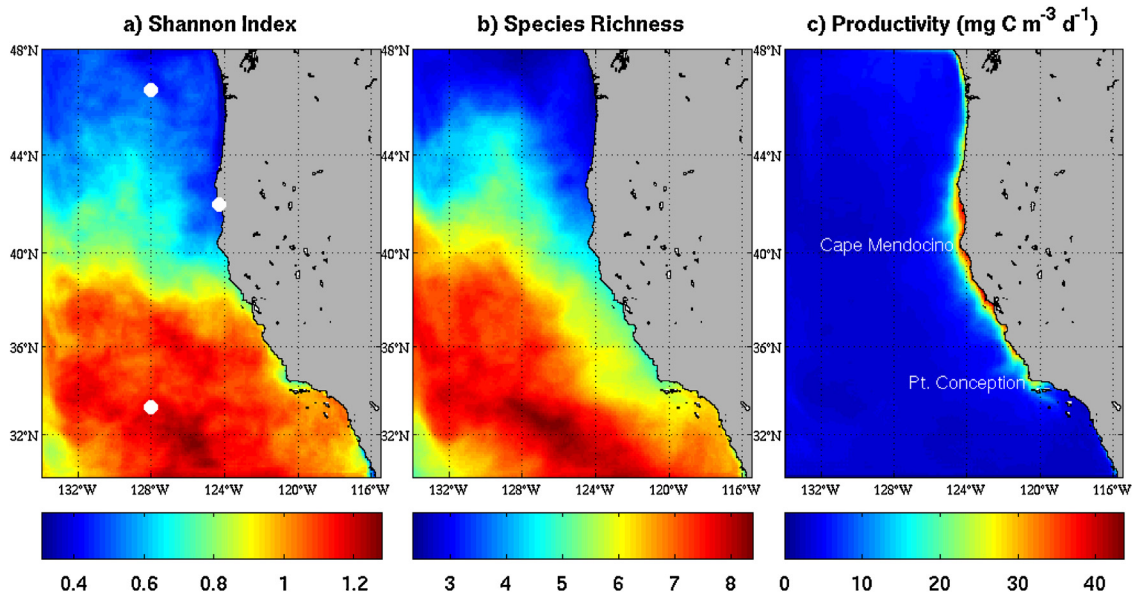 a) Shannon Index
b) Species Richness
c) Productivity (mg C m⁻³ d⁻¹)
48°N
44°N
40°N
36°N
32°N
132°W 128°W 124°W 120°W 116°W
48°N
44°N
40°N
36°N
32°N
132°W 128°W 124°W 120°W 116°W
48°N
44°N
40°N
36°N
32°N
Cape Mendocino
Pt. Conception
132°W 128°W 124°W 120°W 116°W
0.4 0.6 0.8 1 1.2
3 4 5 6 7 8
0 10 20 30 40